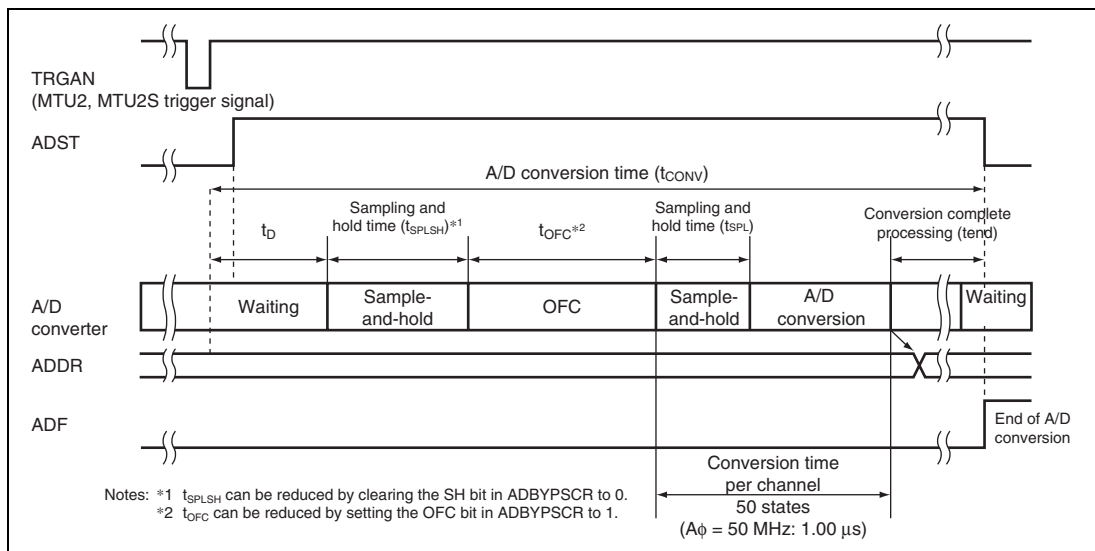 TRGAN
(MTU2, MTU2S trigger signal)
ADST
A/D conversion time (tCONV)
tD
Sampling and
hold time (tSPLSH)*1
tOFC*2
Sampling and
hold time (tSPL)
Conversion complete
processing (tend)
A/D
converter
Waiting
Sample-
and-hold
OFC
Sample-
and-hold
A/D
conversion
Waiting
ADDR
ADF
End of A/D
conversion
Conversion time
per channel
50 states
(Aϕ = 50 MHz: 1.00 μs)
Notes: *1 tSPLSH can be reduced by clearing the SH bit in ADBYPSCR to 0.
*2 tOFC can be reduced by setting the OFC bit in ADBYPSCR to 1.